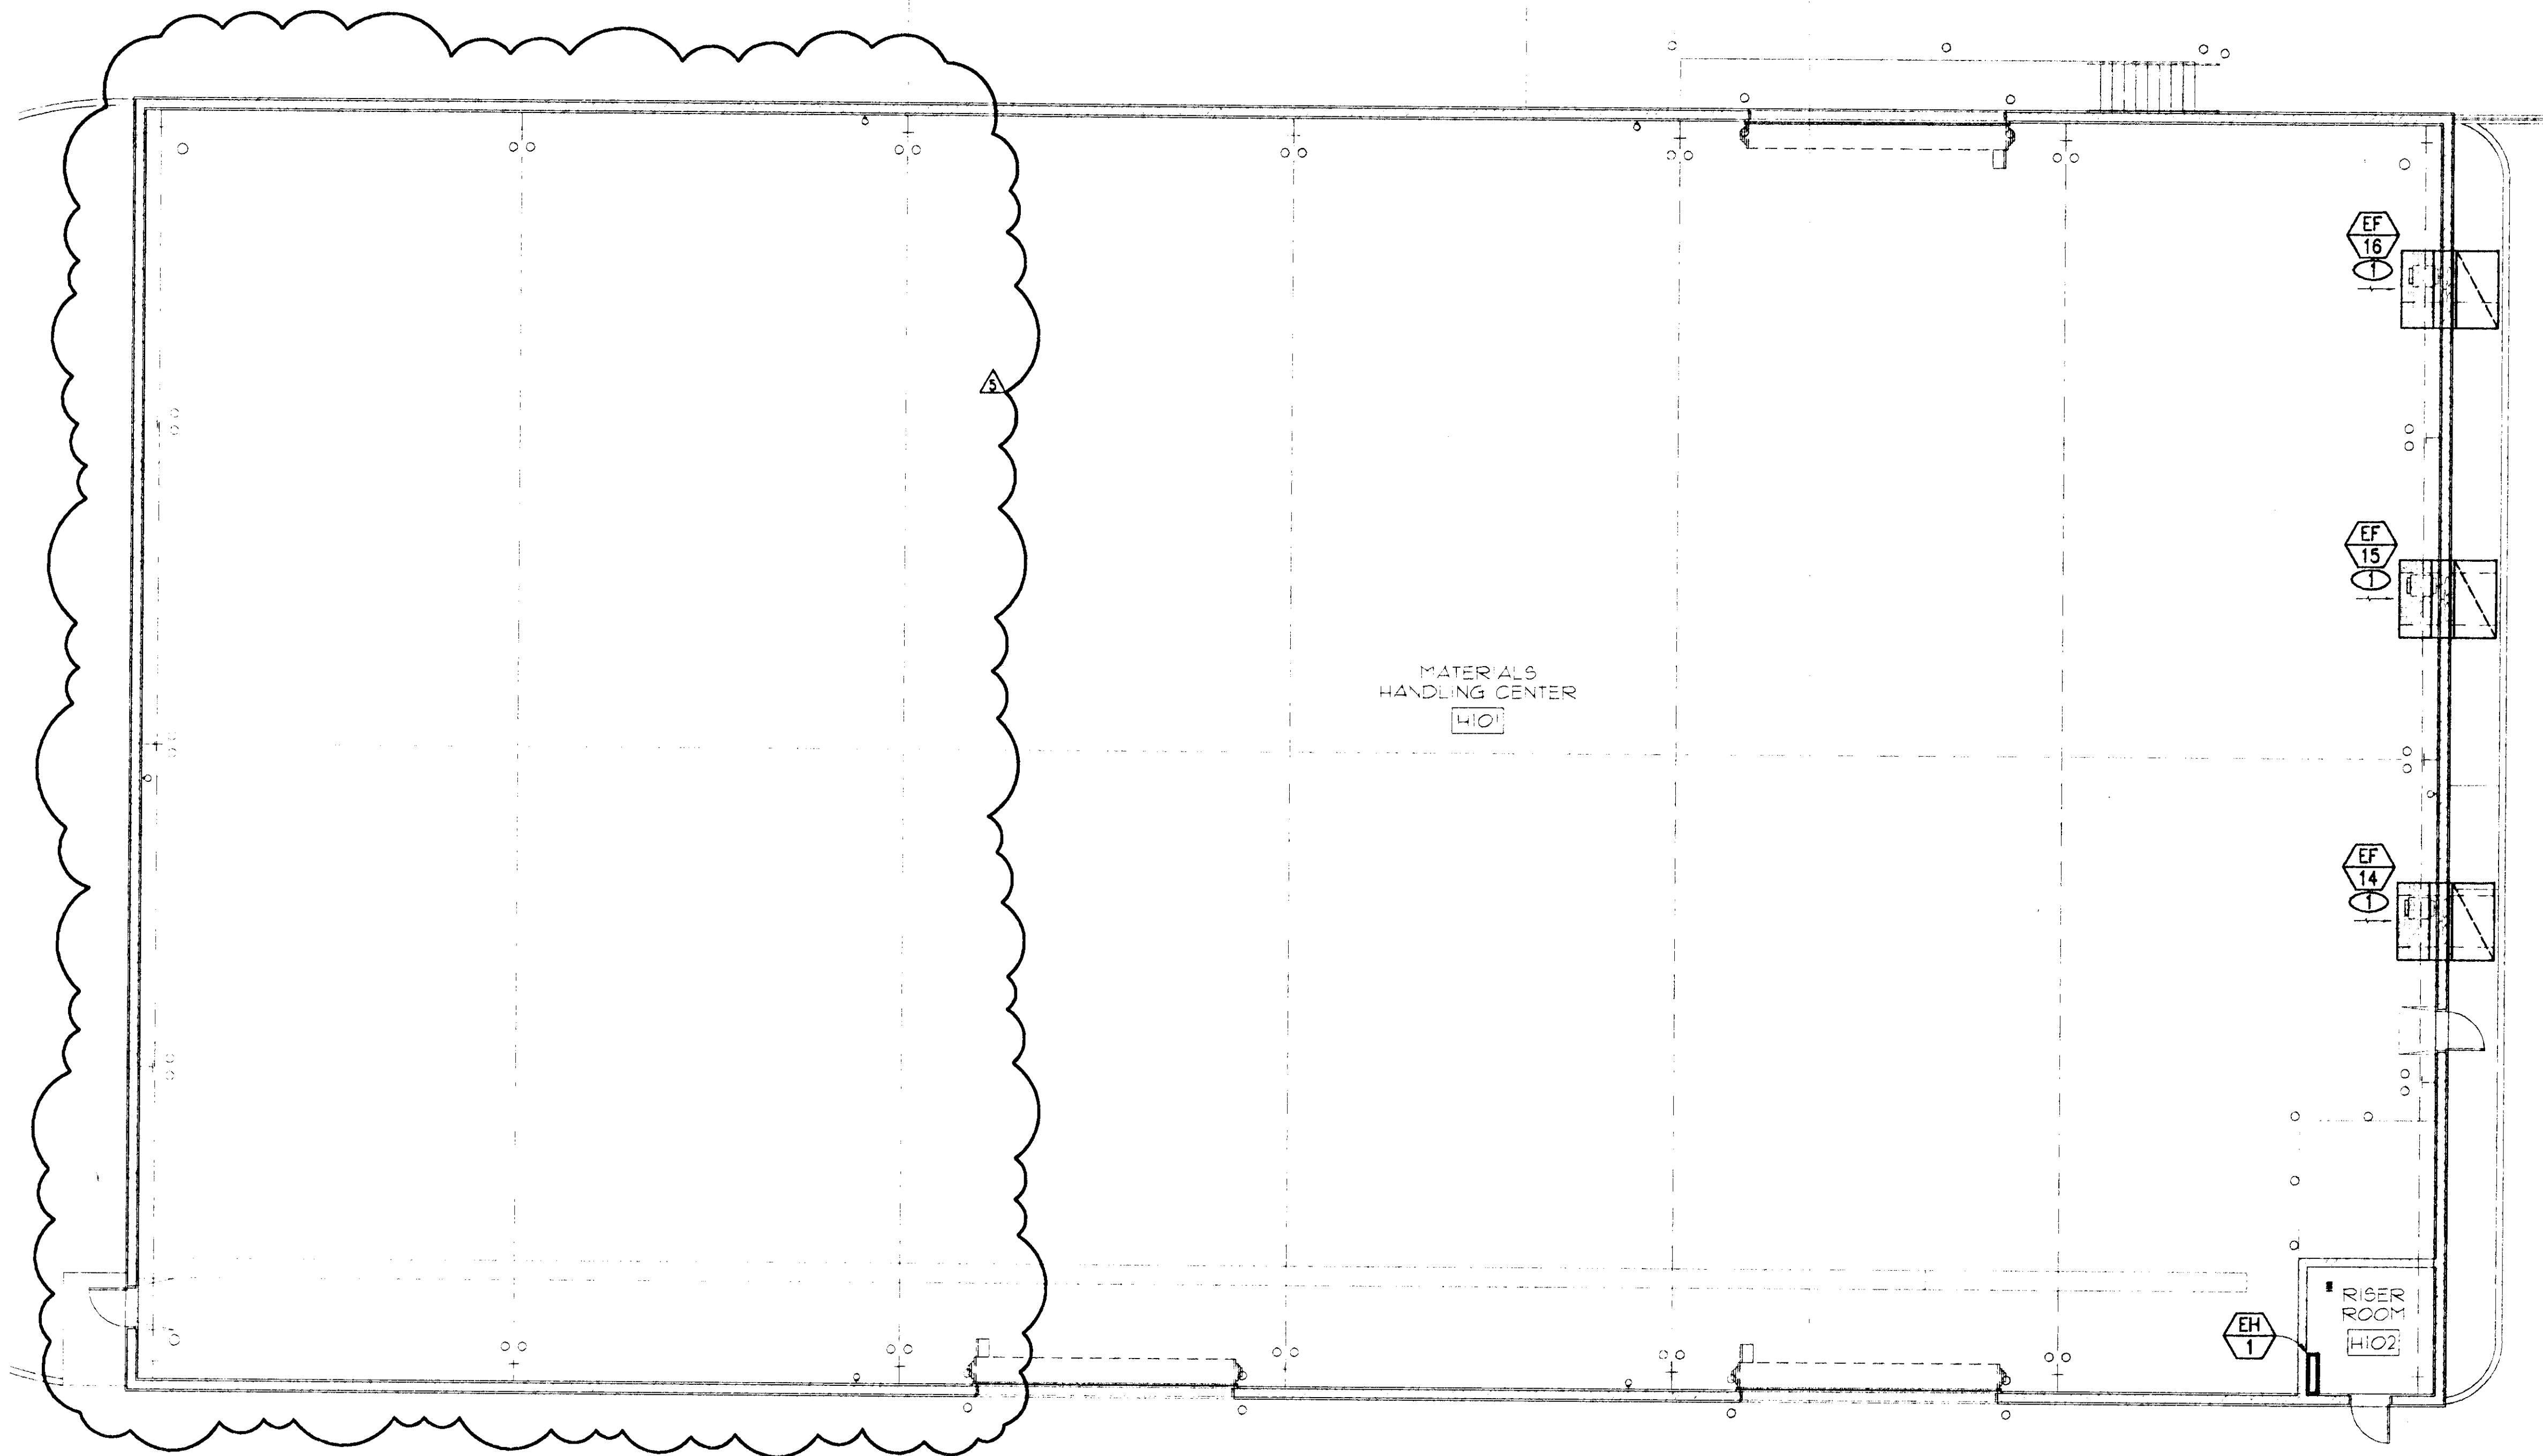 EF
16
1
5
EF
15
1
MATERIALS
HANDLING CENTER
H101
EF
14
1
RISER
ROOM
H102
EH
1